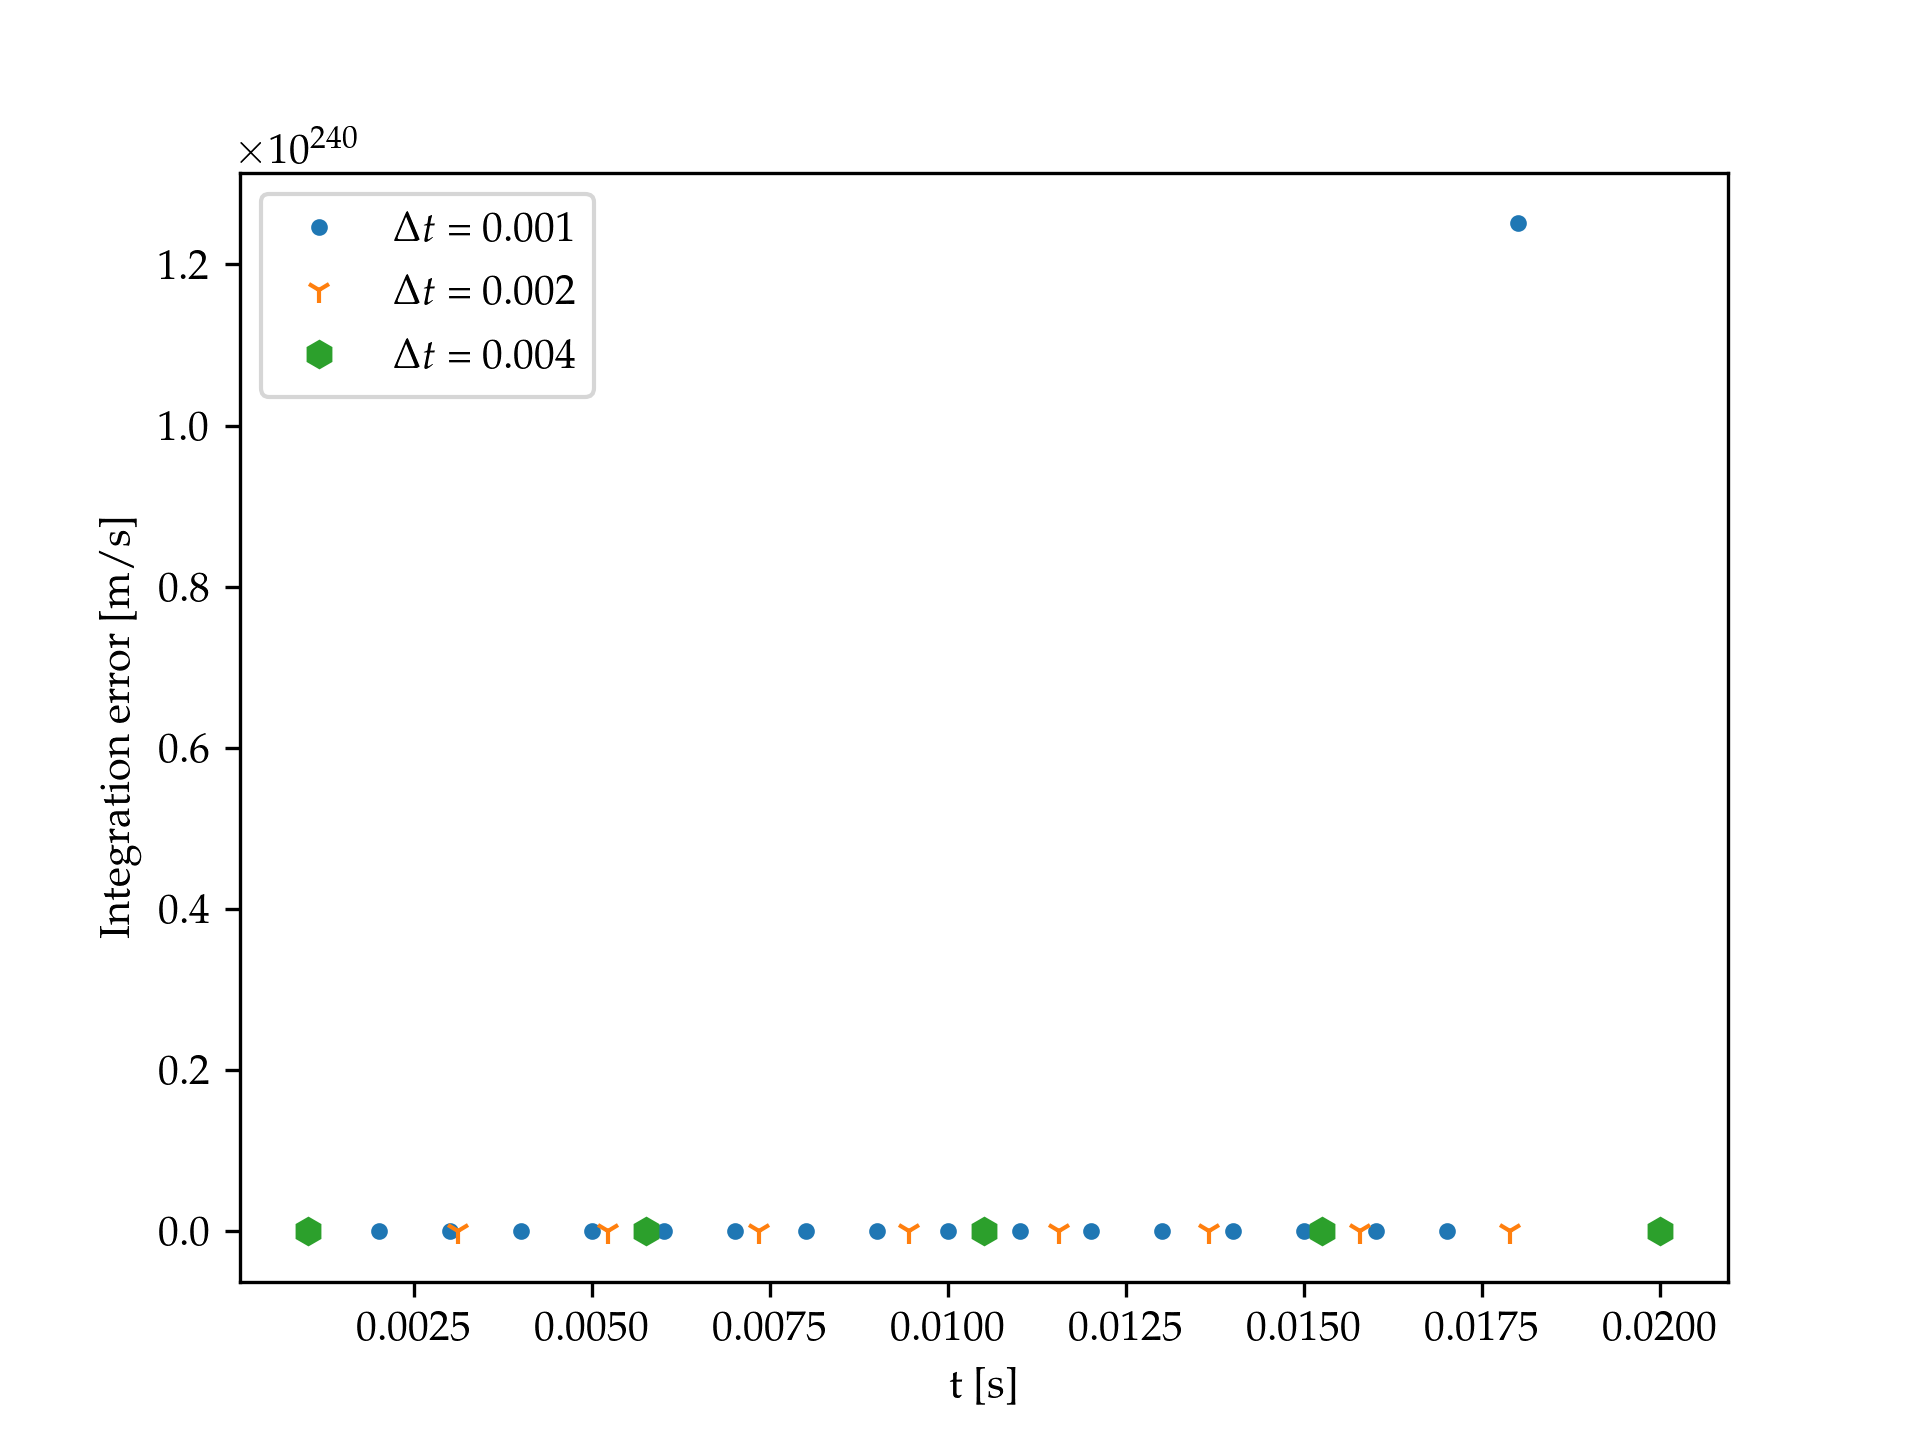 ×10²⁴⁰
Δt = 0.001
Δt = 0.002
Δt = 0.004
1.2
1.0
0.8
0.6
0.4
0.2
0.0
Integration error [m/s]
0.0025 0.0050 0.0075 0.0100 0.0125 0.0150 0.0175 0.0200
t [s]